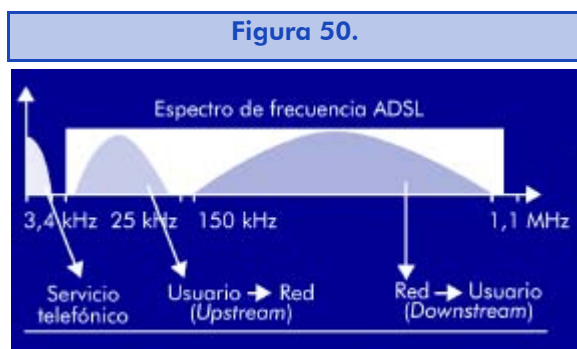 Figura 50.
Espectro de frecuencia ADSL
3,4 kHz 25 kHz 150 kHz 1,1 MHz
Servicio telefónico
Usuario → Red (Upstream)
Red → Usuario (Downstream)